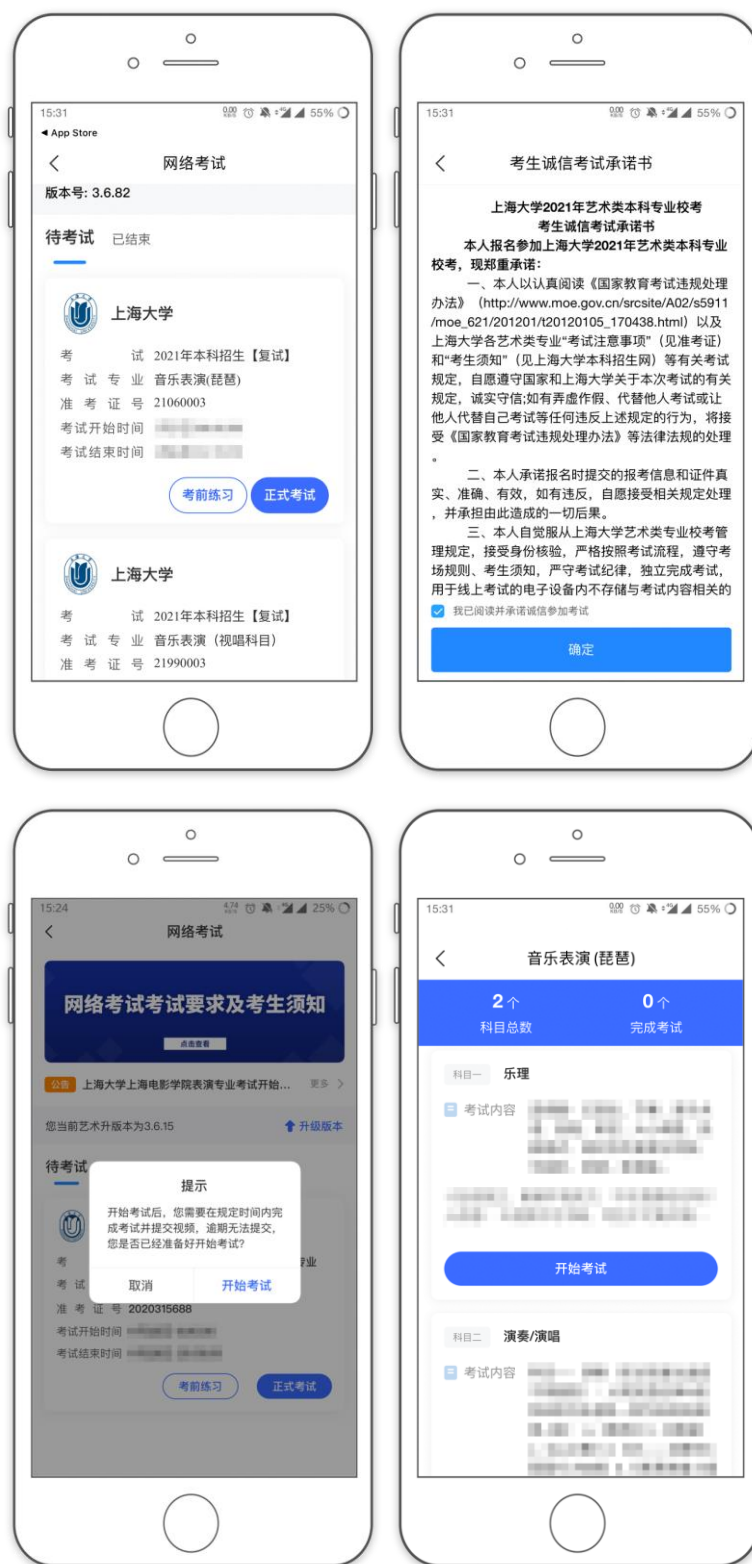 15:31
0.00
KB/S
4G
55%
App Store
网络考试
版本号: 3.6.82
待考试 已结束
上海大学
考 试 2021年本科招生【复试】
考 试 专 业 音乐表演(琵琶)
准 考 证 号 21060003
考试开始时间
考试结束时间
考前练习 正式考试
上海大学
考 试 2021年本科招生【复试】
考 试 专 业 音乐表演（视唱科目）
准 考 证 号 21990003
15:31
0.00
KB/S
4G
55%
考生诚信考试承诺书
上海大学2021年艺术类本科专业校考
考生诚信考试承诺书
本人报名参加上海大学2021年艺术类本科专业
校考，现郑重承诺：
一、本人以认真阅读《国家教育考试违规处理
办法》（http://www.moe.gov.cn/srcsite/A02/s5911
/moe_621/201201/t20120105_170438.html）以及
上海大学各艺术类专业“考试注意事项”（见准考证）
和“考生须知”（见上海大学本科招生网）等有关考试
规定，自愿遵守国家和上海大学关于本次考试的有关
规定，诚实守信;如有弄虚作假、代替他人考试或让
他人代替自己考试等任何违反上述规定的行为，将接
受《国家教育考试违规处理办法》等法律法规的处理
。
二、本人承诺报名时提交的报考信息和证件真
实、准确、有效，如有违反，自愿接受相关规定处理
，并承担由此造成的一切后果。
三、本人自觉服从上海大学艺术类专业校考管
理规定，接受身份核验，严格按照考试流程，遵守考
场规则、考生须知，严守考试纪律，独立完成考试，
用于线上考试的电子设备内不存储与考试内容相关的
我已阅读并承诺诚信参加考试
确定
15:24
4.74
KB/S
4G
25%
网络考试
网络考试考试要求及考生须知
点击查看
公告 上海大学上海电影学院表演专业考试开始... 更多
您当前艺术升版本为3.6.15 升级版本
待考试
提示
开始考试后，您需要在规定时间内完
成考试并提交视频，逾期无法提交，
您是否已经准备好开始考试?
取消 开始考试
考 专业
考 试
准 考 证 号 2020315688
考试开始时间
考试结束时间
考前练习 正式考试
15:31
0.00
KB/S
4G
55%
音乐表演 (琵琶)
2个 0个
科目总数 完成考试
科目一 乐理
考试内容
开始考试
科目二 演奏/演唱
考试内容